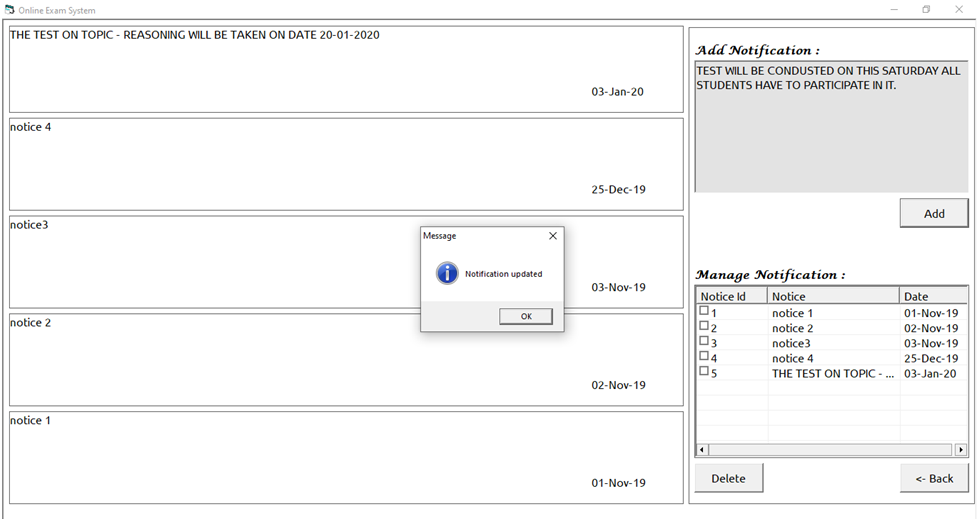 Online Exam System
THE TEST ON TOPIC - REASONING WILL BE TAKEN ON DATE 20-01-2020
03-Jan-20
notice 4
25-Dec-19
notice3
03-Nov-19
notice 2
02-Nov-19
notice 1
01-Nov-19
Message
Notification updated
OK
Add Notification :
TEST WILL BE CONDUSTED ON THIS SATURDAY ALL
STUDENTS HAVE TO PARTICIPATE IN IT.
Add
Manage Notification :
Notice Id Notice Date
1 notice 1 01-Nov-19
2 notice 2 02-Nov-19
3 notice3 03-Nov-19
4 notice 4 25-Dec-19
5 THE TEST ON TOPIC - ... 03-Jan-20
Delete
<- Back